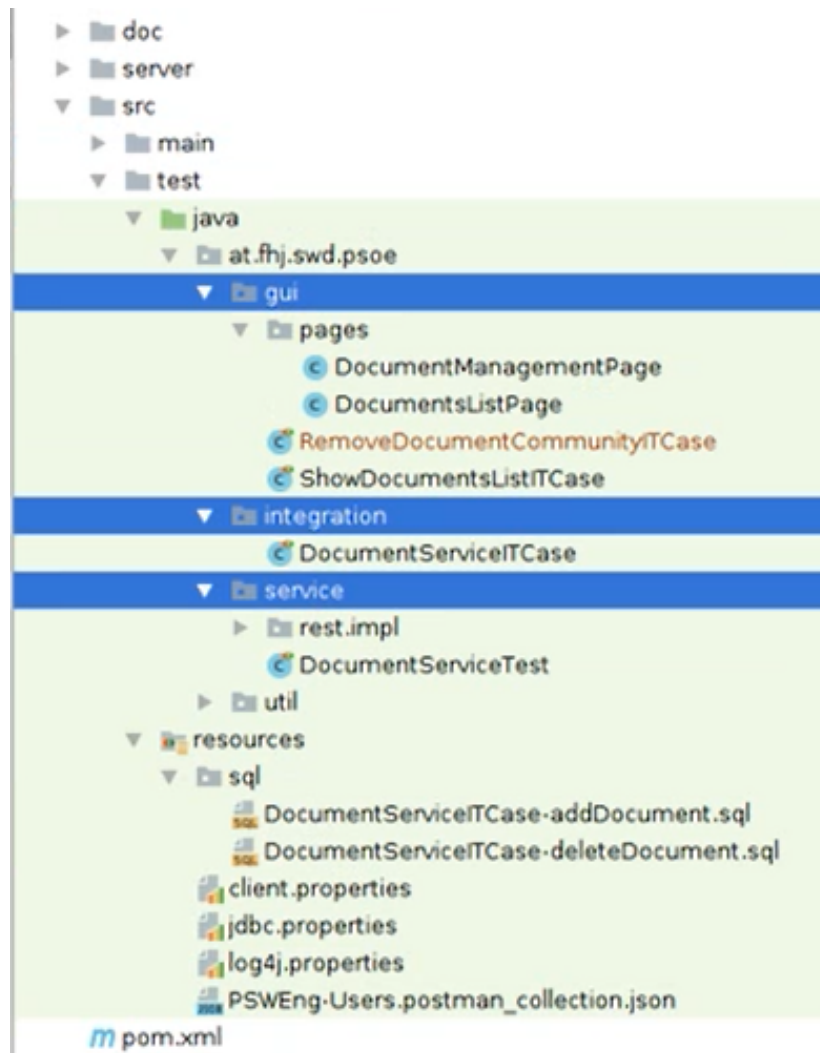 doc
server
src
main
test
java
at.fhj.swd.psoe
gui
pages
DocumentManagementPage
DocumentsListPage
RemoveDocumentCommunityITCase
ShowDocumentsListITCase
integration
DocumentServiceITCase
service
rest.impl
DocumentServiceTest
util
resources
sql
DocumentServiceITCase-addDocument.sql
DocumentServiceITCase-deleteDocument.sql
client.properties
jdbc.properties
log4j.properties
PSWEng-Users.postman_collection.json
pom.xml